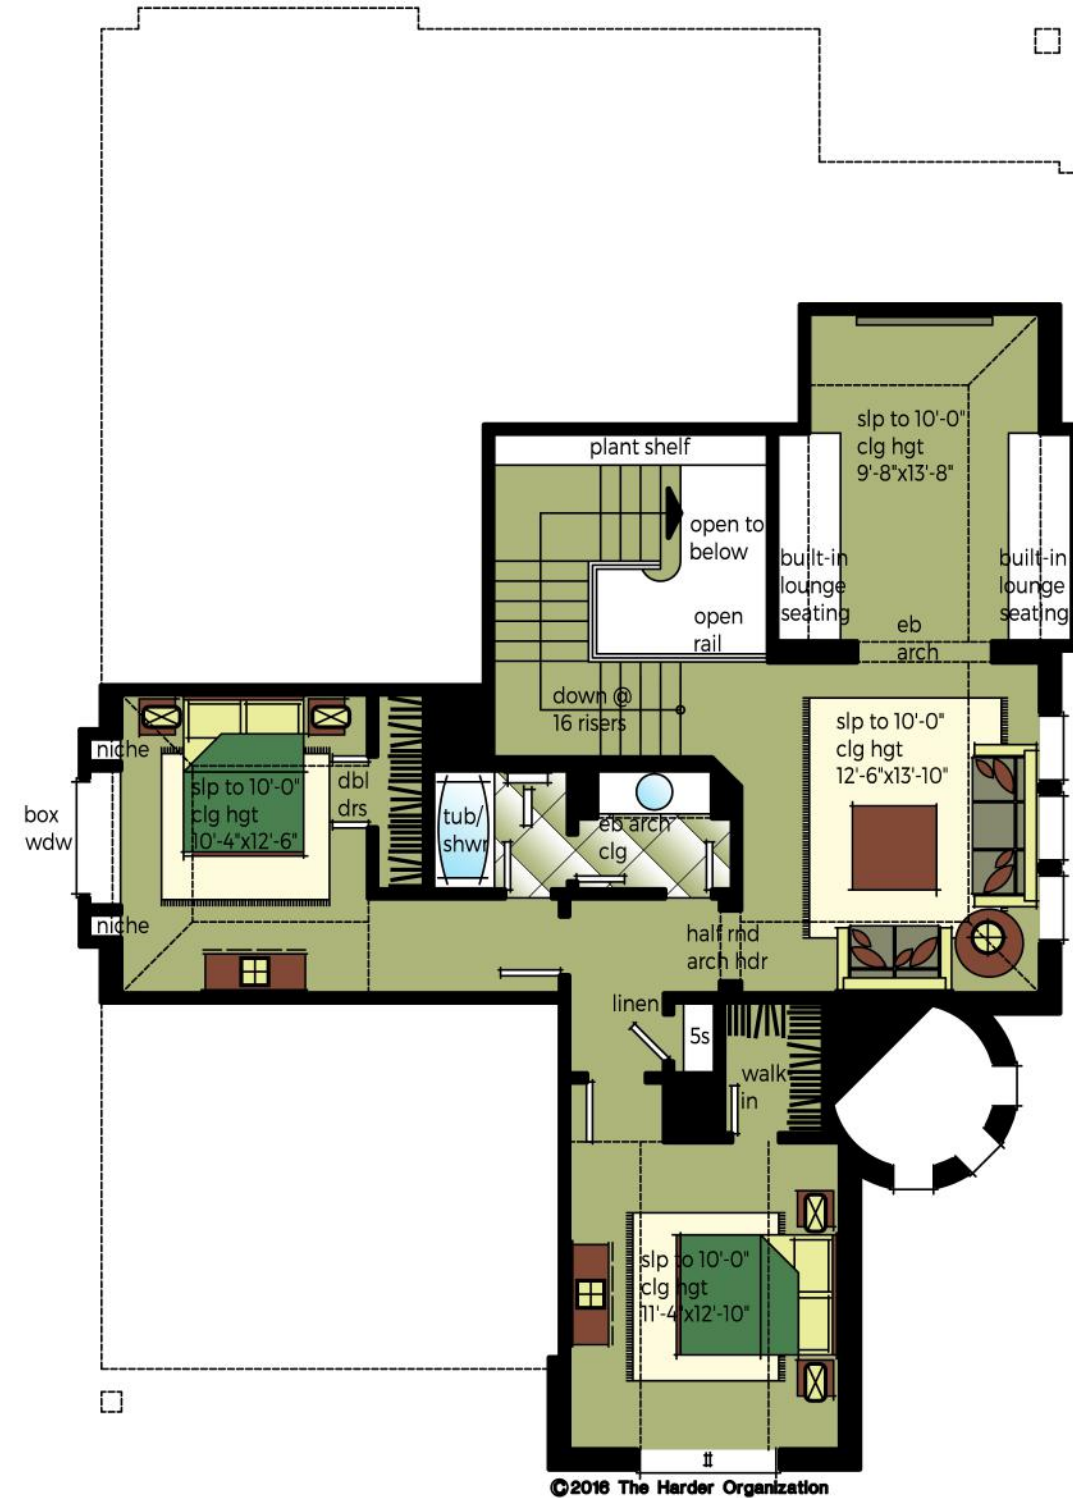 slp to 10'-0"
clg hgt
9'-8"x13'-8"
plant shelf
open to
below
built-in
lounge
seating
built-in
lounge
seating
open
rail
eb
arch
down @
16 risers
slp to 10'-0"
clg hgt
12'-6"x13'-10"
niche
box
wdw
slp to 10'-0"
clg hgt
10'-4"x12'-6"
dbl
drs
tub/
shwr
eb arch
clg
niche
half rnd
arch hdr
linen
5s
walk
in
slp to 10'-0"
clg hgt
11'-4"x12'-10"
©2016 The Harder Organization